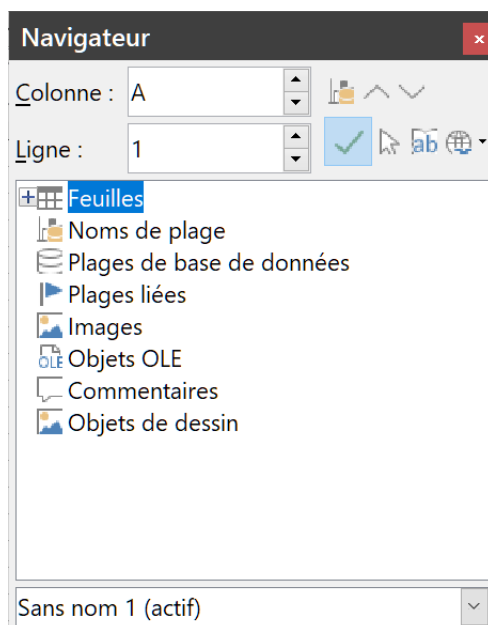 Navigateur
Colonne : A
Ligne : 1
ab
Feuilles
Noms de plage
Plages de base de données
Plages liées
Images
OLE Objets OLE
Commentaires
Objets de dessin
Sans nom 1 (actif)